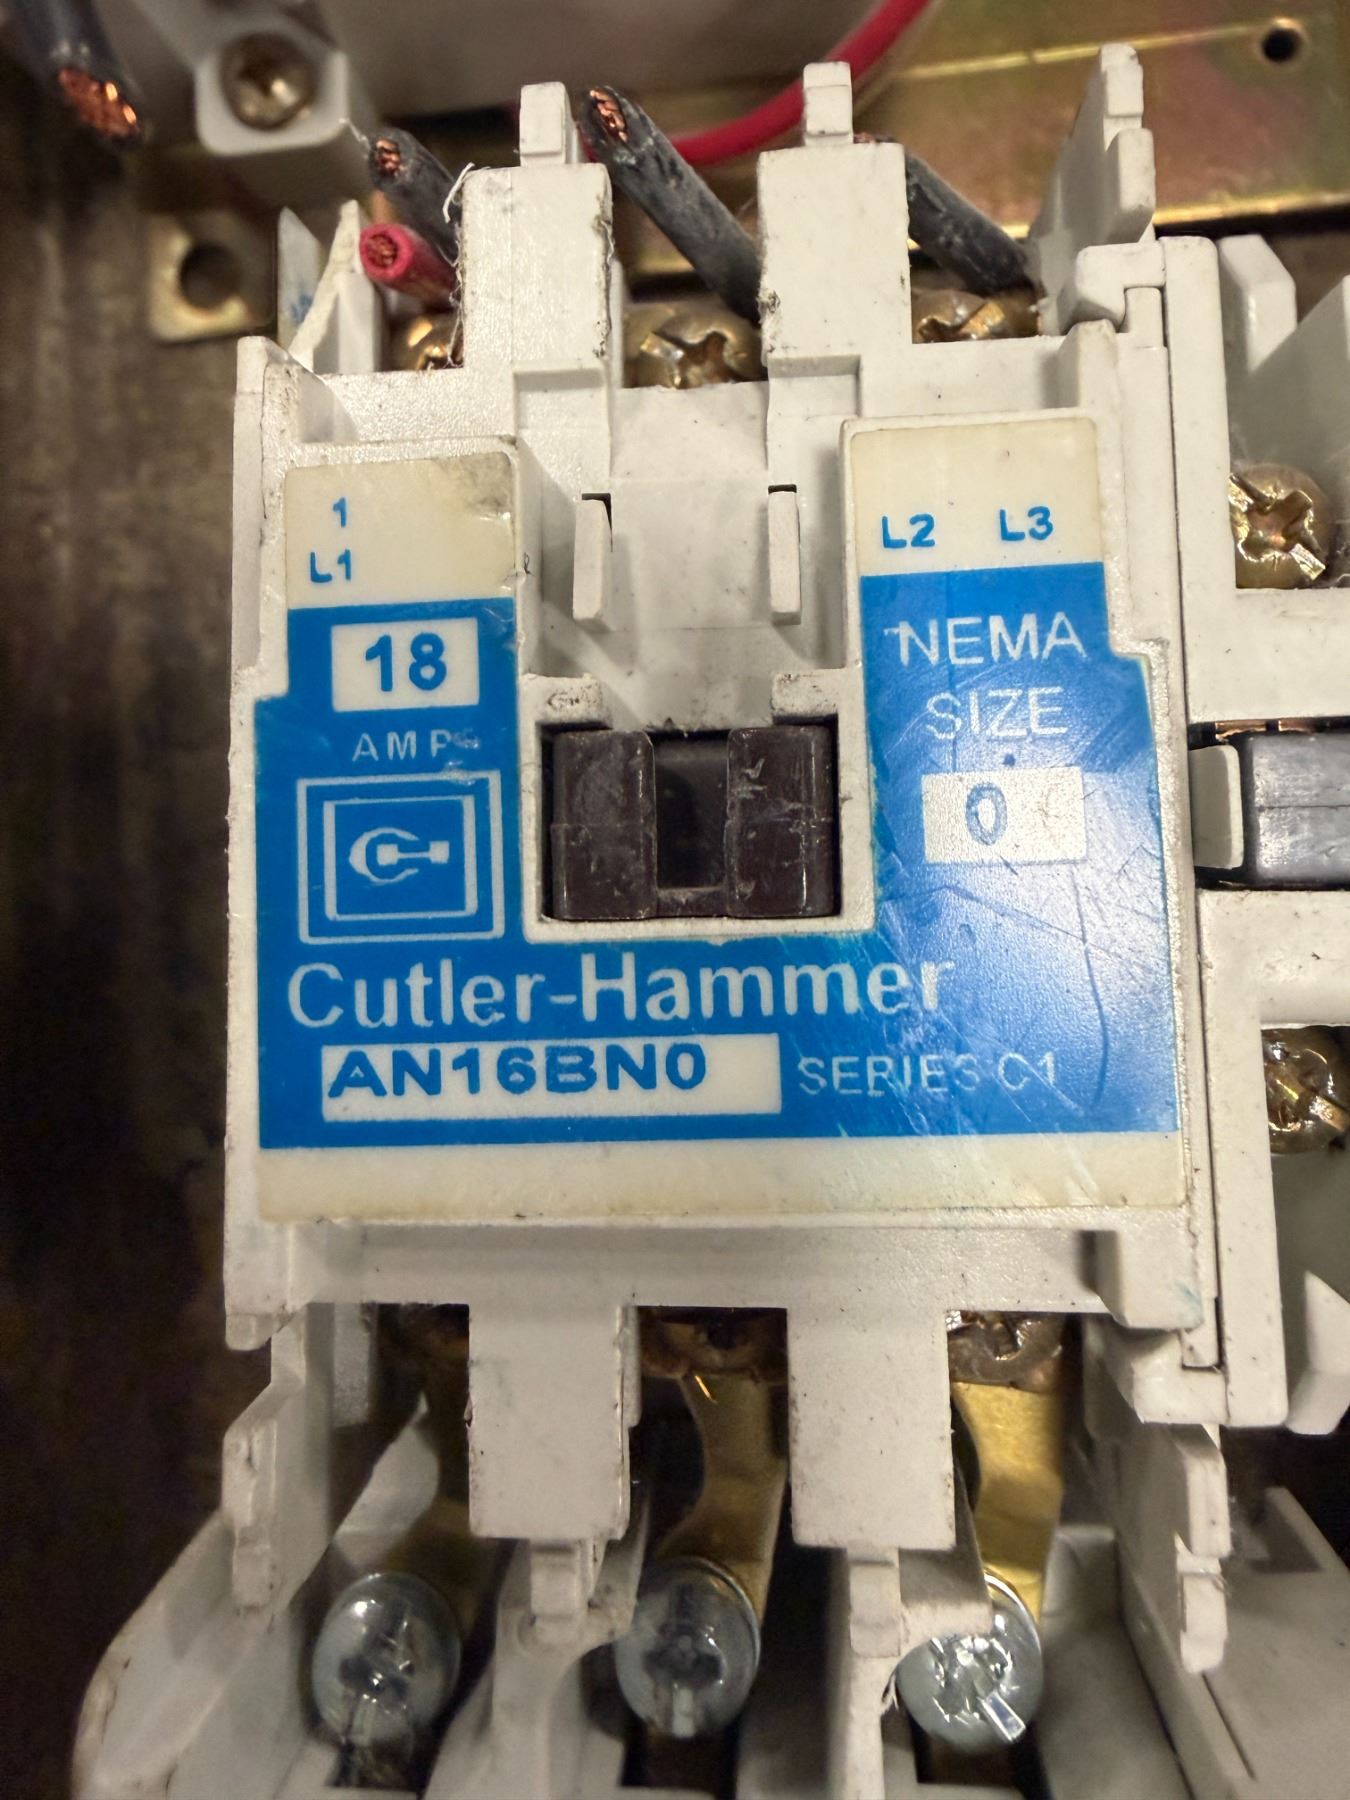 1
L1
L2 L3
18
AMPS
NEMA
SIZE
0
Cutler-Hammer
AN16BN0 SERIES C1